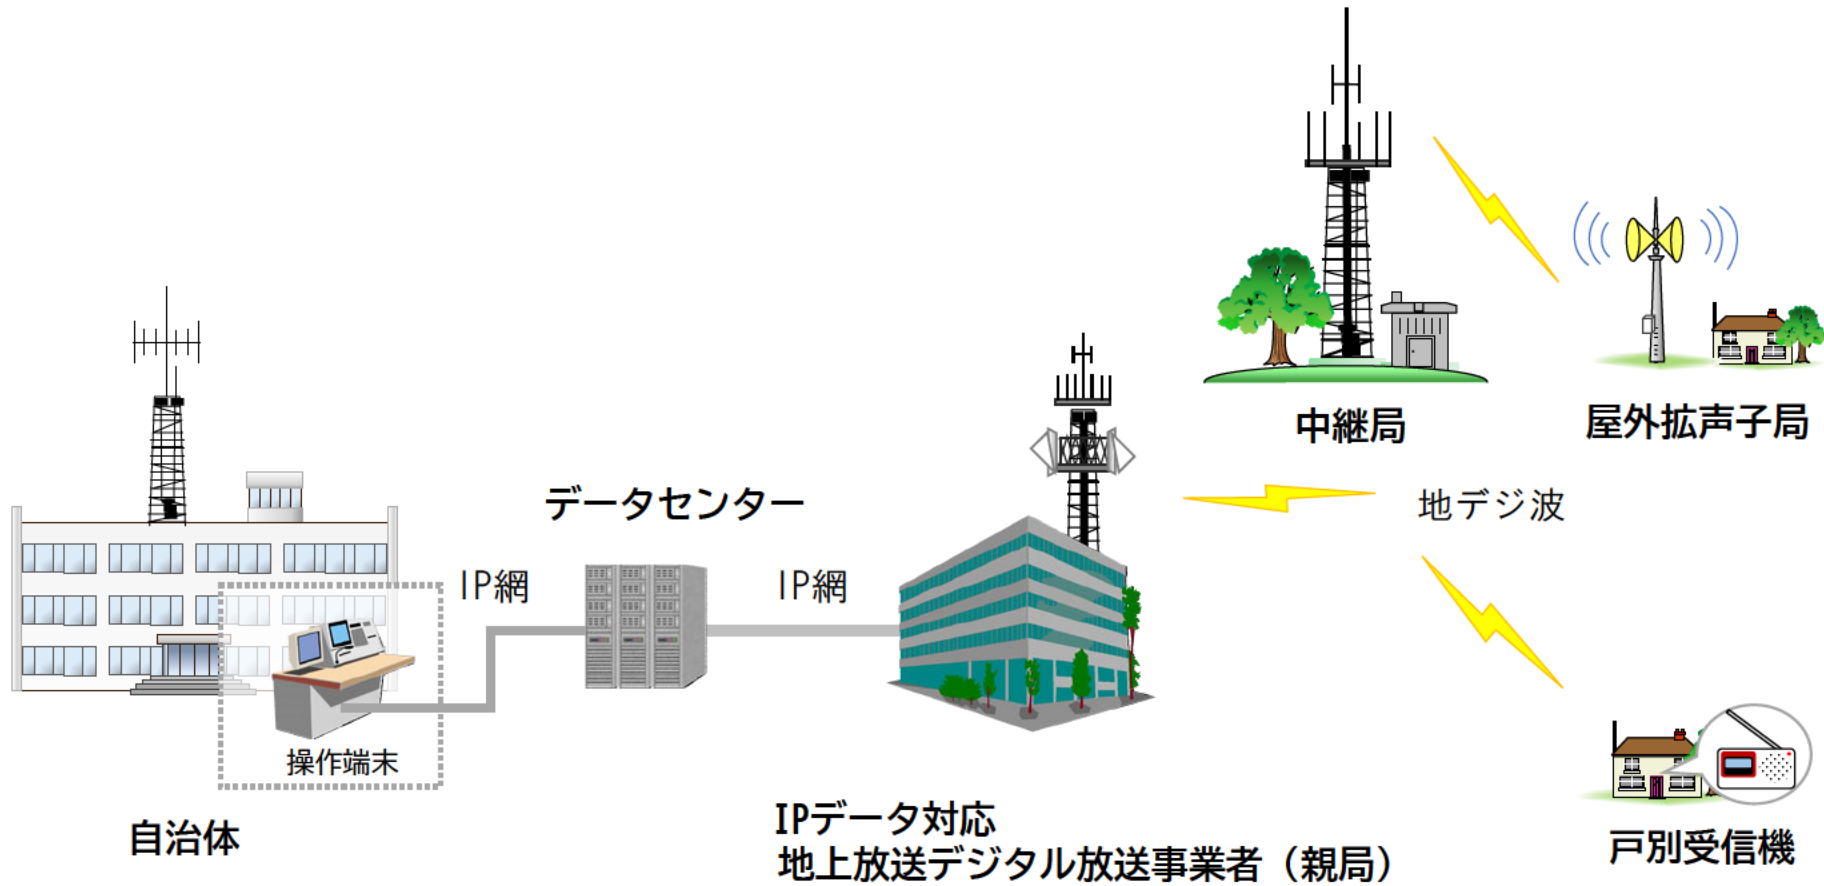 中継局
屋外拡声子局
データセンター
地デジ波
IP網
IP網
操作端末
自治体
IPデータ対応
地上放送デジタル放送事業者（親局）
戸別受信機